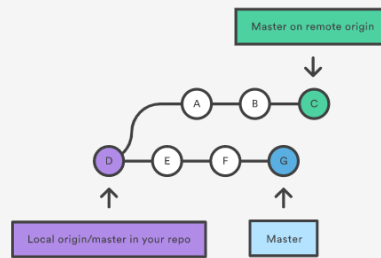 Master on remote origin
A
B
C
D
E
F
G
Local origin/master in your repo
Master